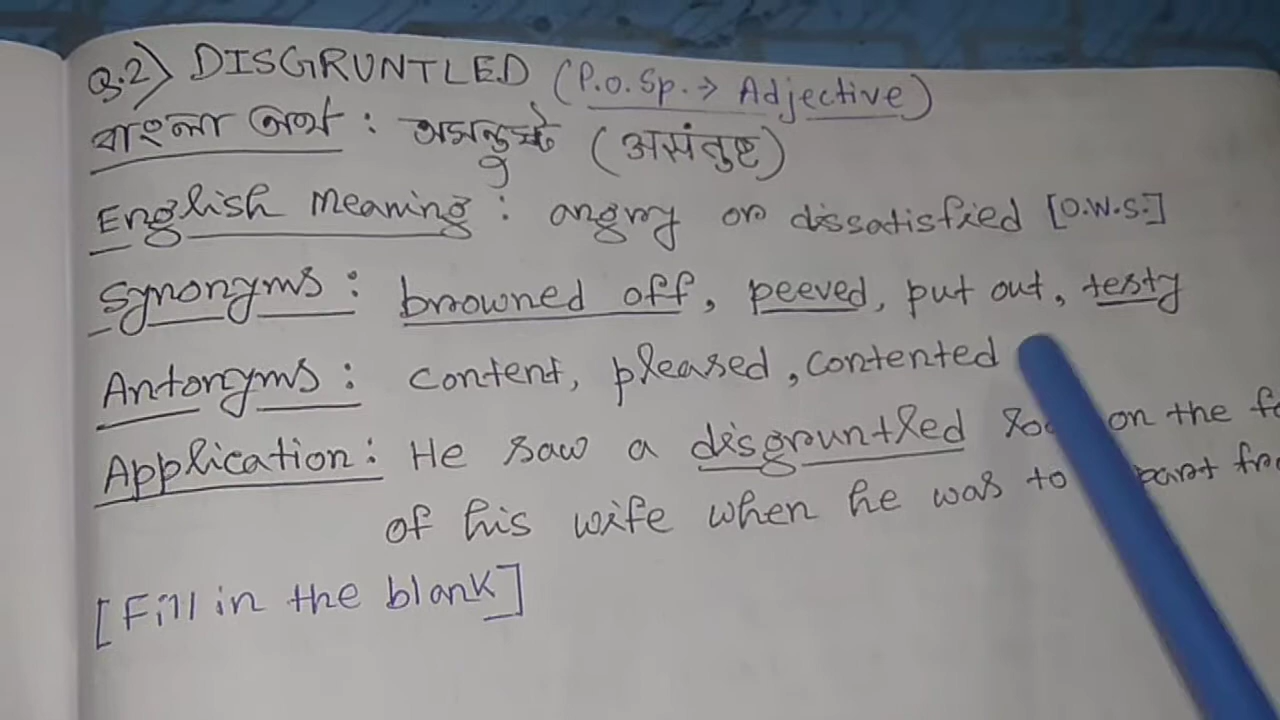 Q.2) DISGRUNTLED (P.O.Sp.→ Adjective)
বাংলা অর্থ : অসন্তুষ্ট (असंतुष्ट)
English Meaning : angry or dissatisfied [O.W.S.]
Synonyms : browned off, peeved, put out, testy
Antonyms : content, pleased, contented
Application : He saw a disgruntled on the
of his wife when he was to
[Fill in the blank]